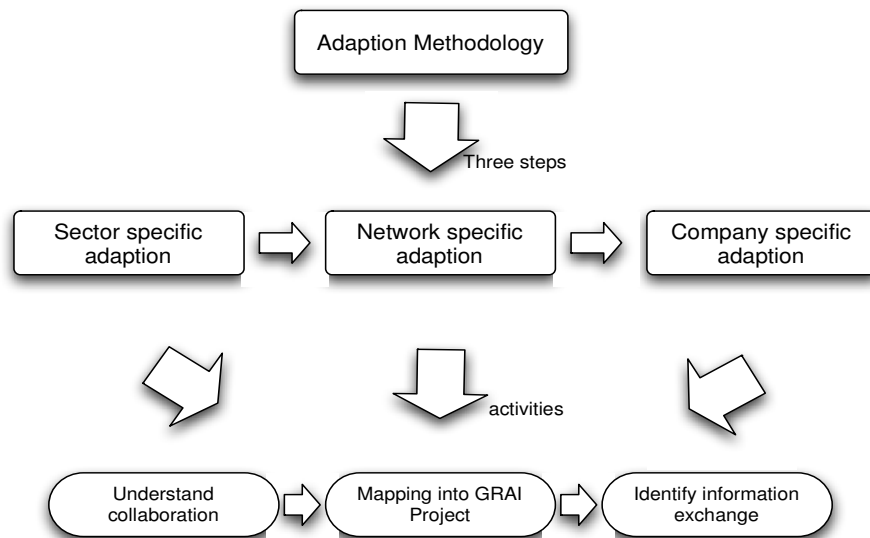 Adaption Methodology
Three steps
Sector specific
adaption
Network specific
adaption
Company specific
adaption
activities
Understand
collaboration
Mapping into GRAI
Project
Identify information
exchange